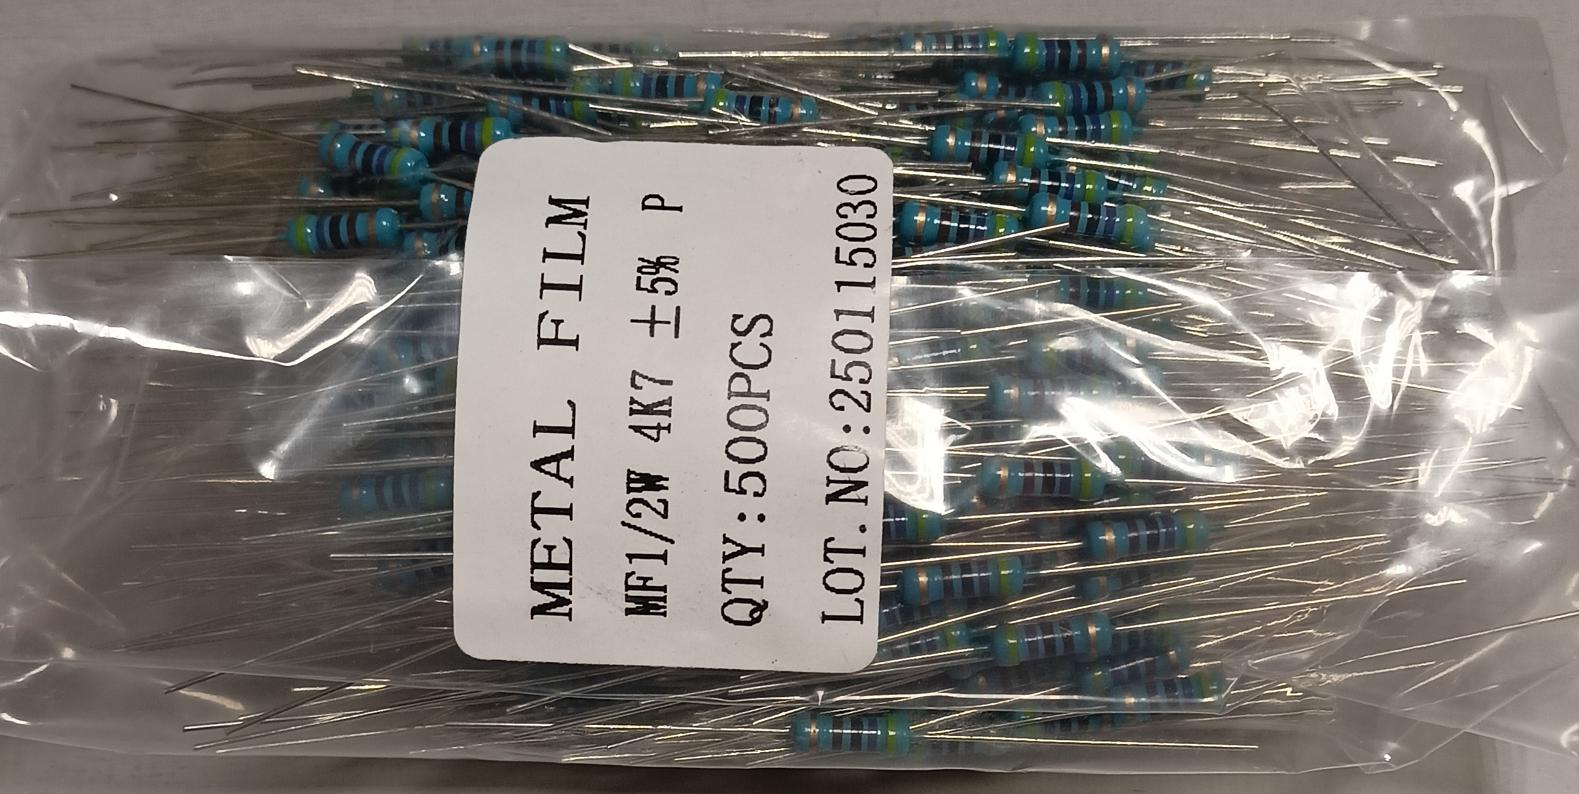 METAL FILM
MF1/2W 4K7 ±5% P
QTY:500PCS
LOT.NO:250115030